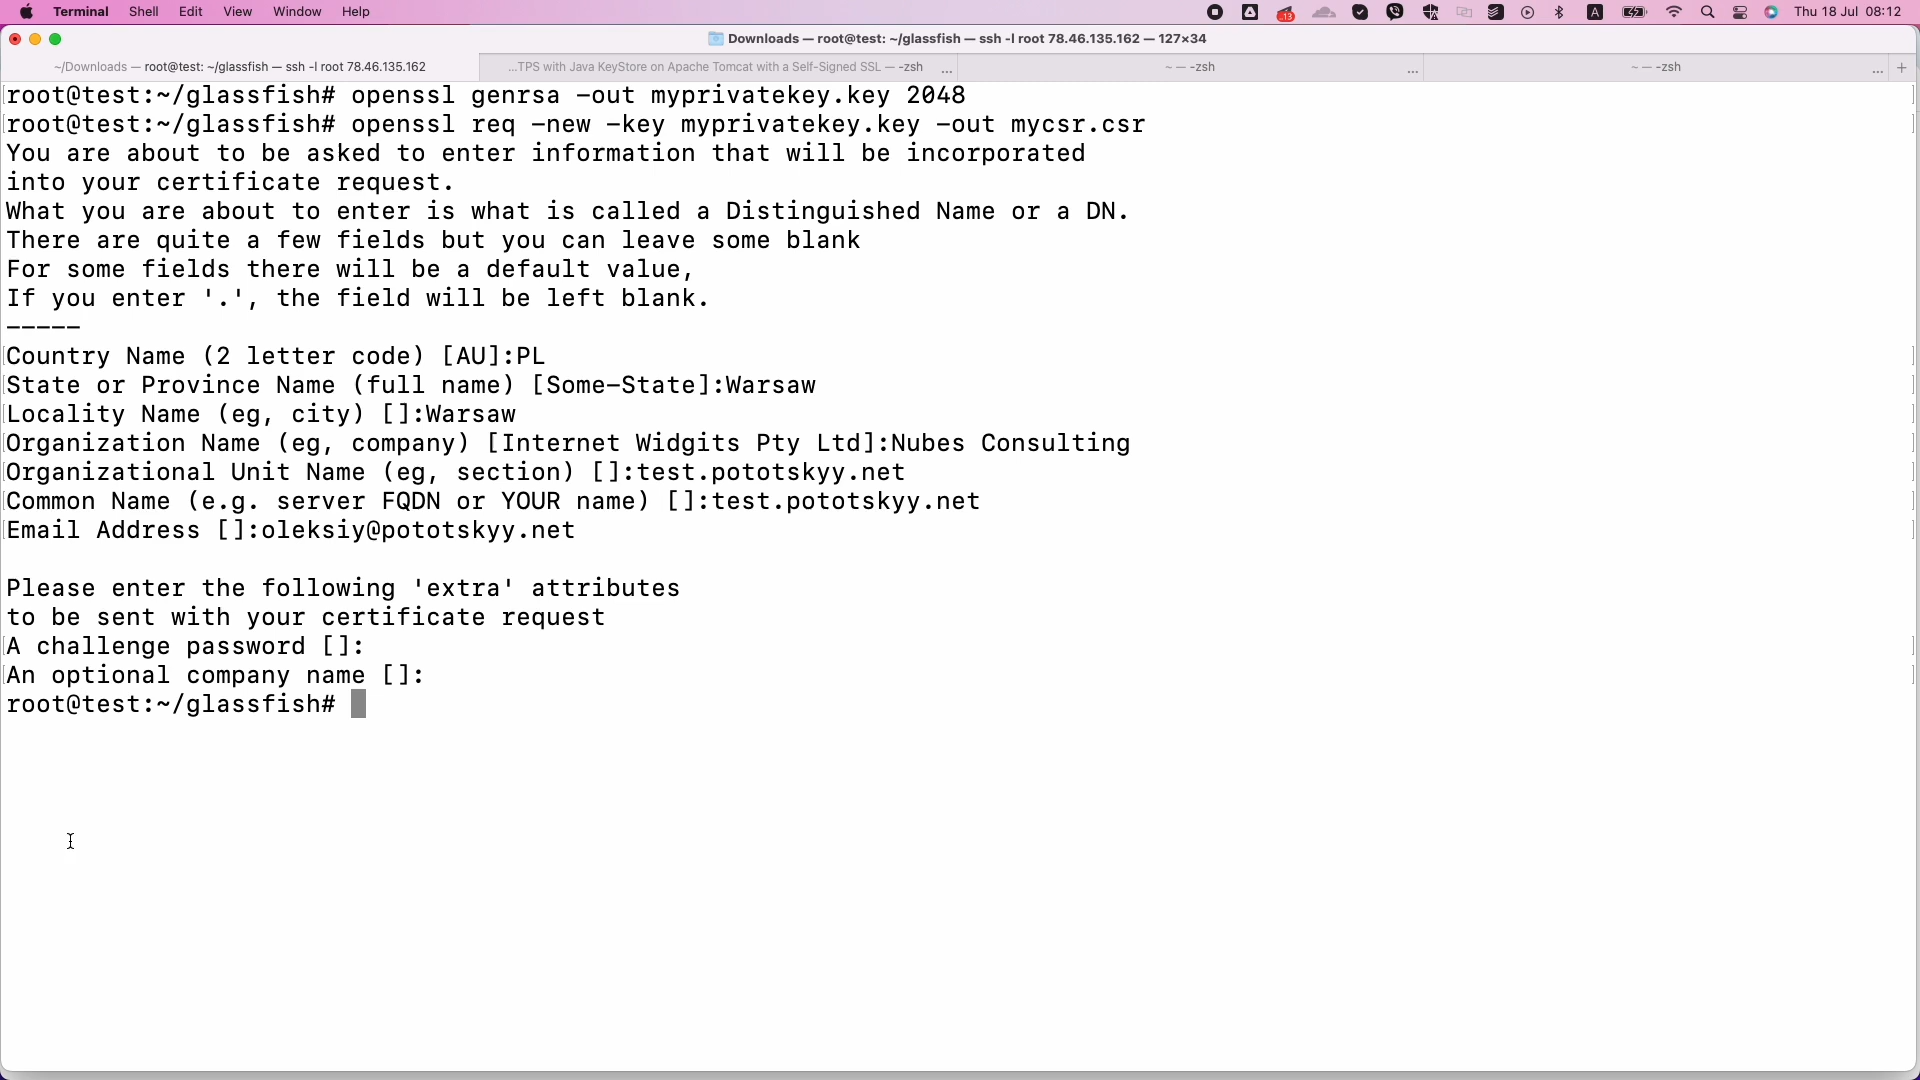 Terminal Shell Edit View Window Help
13
A
Thu 18 Jul 08:12
Downloads — root@test: ~/glassfish — ssh -l root 78.46.135.162 — 127×34
~/Downloads — root@test: ~/glassfish — ssh -l root 78.46.135.162
...TPS with Java KeyStore on Apache Tomcat with a Self-Signed SSL — -zsh ...
~ — -zsh ...
~ — -zsh ... +
root@test:~/glassfish# openssl genrsa -out myprivatekey.key 2048
root@test:~/glassfish# openssl req -new -key myprivatekey.key -out mycsr.csr
You are about to be asked to enter information that will be incorporated
into your certificate request.
What you are about to enter is what is called a Distinguished Name or a DN.
There are quite a few fields but you can leave some blank
For some fields there will be a default value,
If you enter '.', the field will be left blank.
-----
Country Name (2 letter code) [AU]:PL
State or Province Name (full name) [Some-State]:Warsaw
Locality Name (eg, city) []:Warsaw
Organization Name (eg, company) [Internet Widgits Pty Ltd]:Nubes Consulting
Organizational Unit Name (eg, section) []:test.pototskyy.net
Common Name (e.g. server FQDN or YOUR name) []:test.pototskyy.net
Email Address []:oleksiy@pototskyy.net
Please enter the following 'extra' attributes
to be sent with your certificate request
A challenge password []:
An optional company name []:
root@test:~/glassfish#